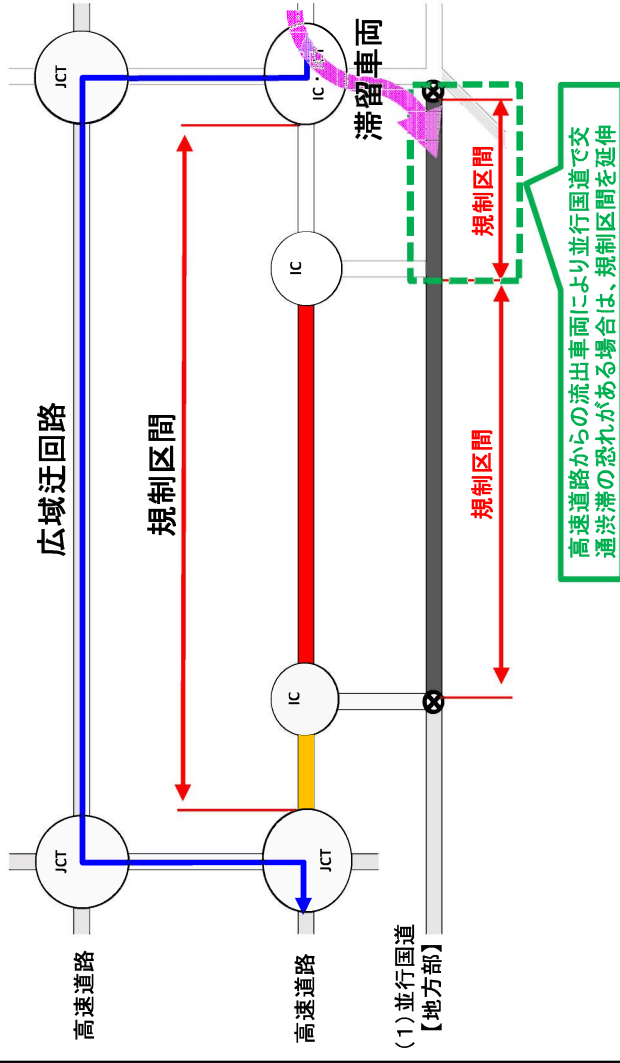 広域迂回路
規制区間
高速道路
JCT
JCT
高速道路
JCT
IC
IC
IC・
滞留車両
(1)並行国道
【地方部】
規制区間
規制区間
高速道路からの流出車両により並行国道で交
通渋滞の恐れがある場合は、規制区間を延伸